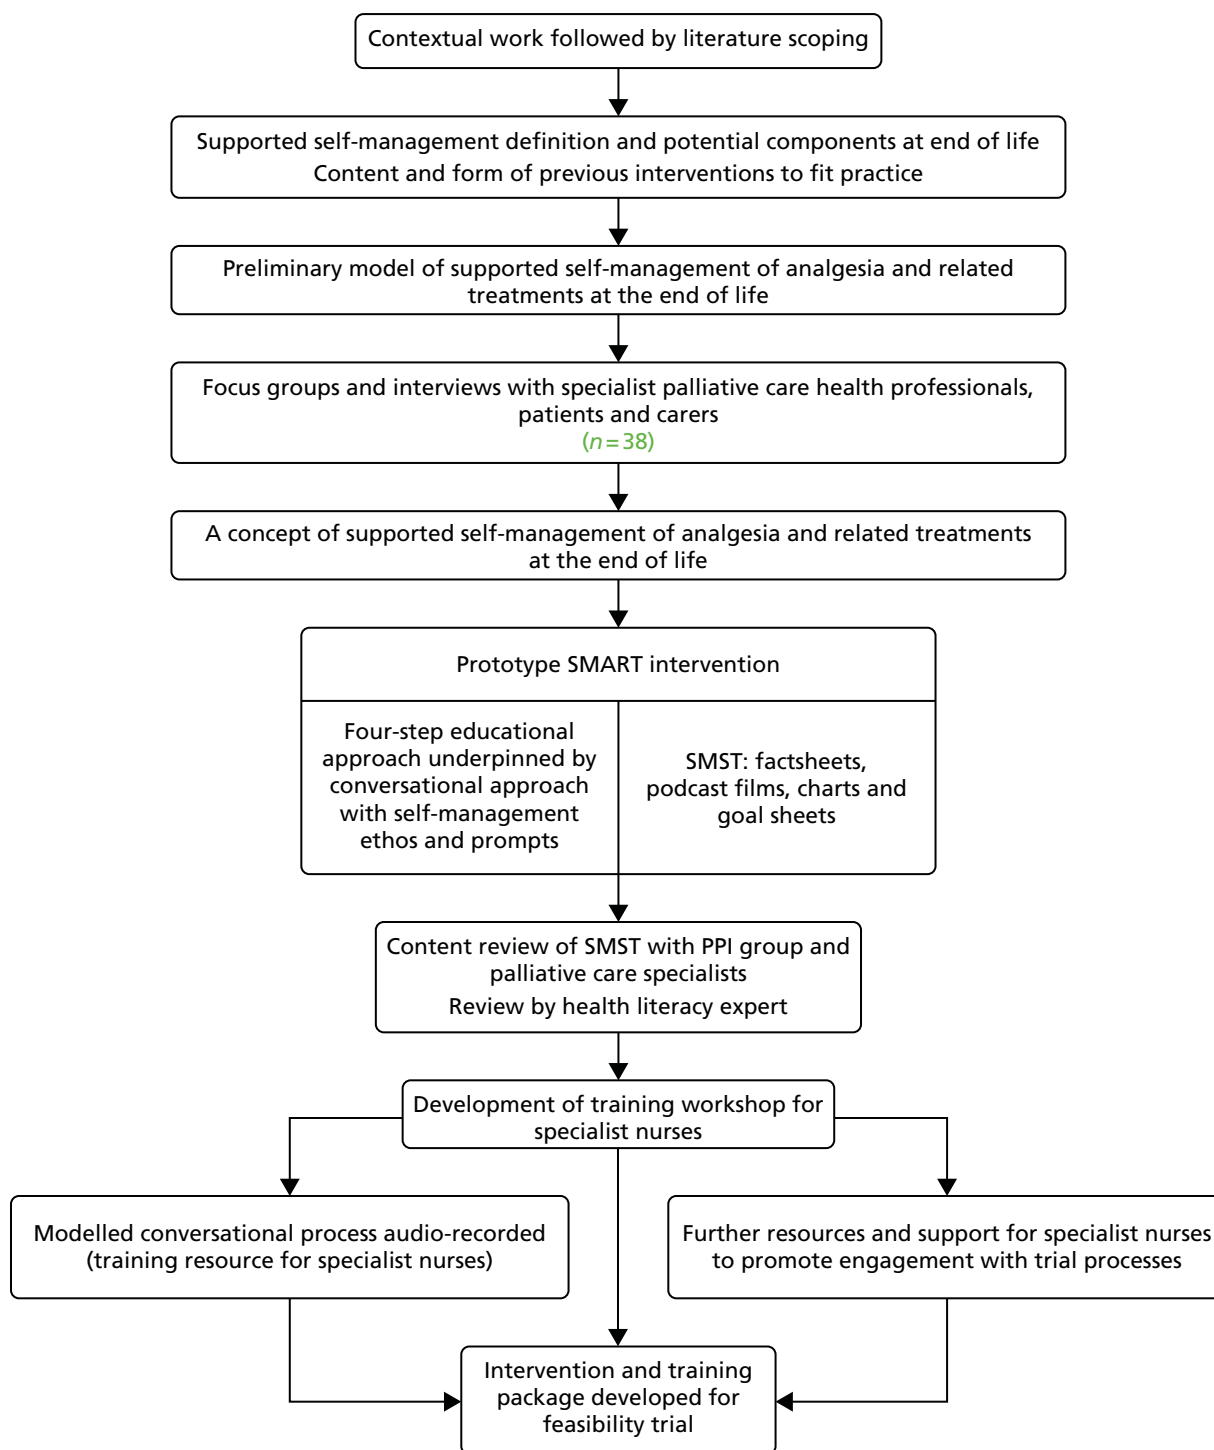 Contextual work followed by literature scoping
Supported self-management definition and potential components at end of life
Content and form of previous interventions to fit practice
Preliminary model of supported self-management of analgesia and related
treatments at the end of life
Focus groups and interviews with specialist palliative care health professionals,
patients and carers
(n=38)
A concept of supported self-management of analgesia and related treatments
at the end of life
Prototype SMART intervention
Four-step educational
approach underpinned by
conversational approach
with self-management
ethos and prompts
SMST: factsheets,
podcast films, charts and
goal sheets
Content review of SMST with PPI group and
palliative care specialists
Review by health literacy expert
Development of training workshop for
specialist nurses
Modelled conversational process audio-recorded
(training resource for specialist nurses)
Further resources and support for specialist nurses
to promote engagement with trial processes
Intervention and training
package developed for
feasibility trial